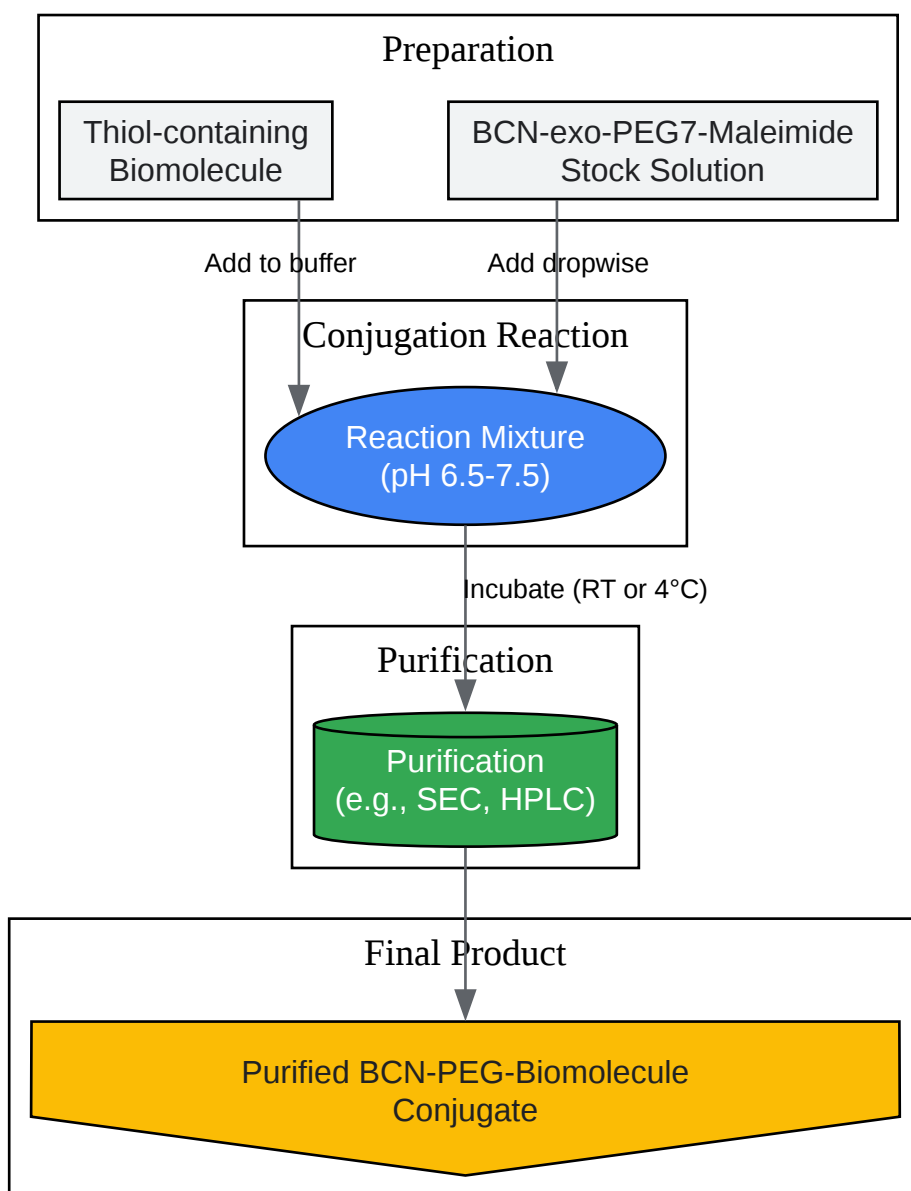 Preparation
Thiol-containing
Biomolecule
BCN-exo-PEG7-Maleimide
Stock Solution
Add to buffer
Add dropwise
Conjugation Reaction
Reaction Mixture
(pH 6.5-7.5)
Incubate (RT or 4°C)
Purification
Purification
(e.g., SEC, HPLC)
Final Product
Purified BCN-PEG-Biomolecule
Conjugate